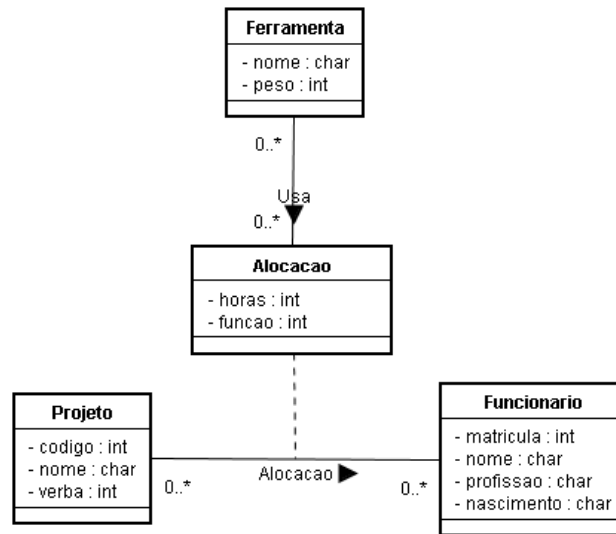 Ferramenta
- nome : char
- peso : int
0..*
Usa
0..*
Alocacao
- horas : int
- funcao : int
Projeto
- codigo : int
- nome : char
- verba : int
0..*
Alocacao
0..*
Funcionario
- matricula : int
- nome : char
- profissao : char
- nascimento : char